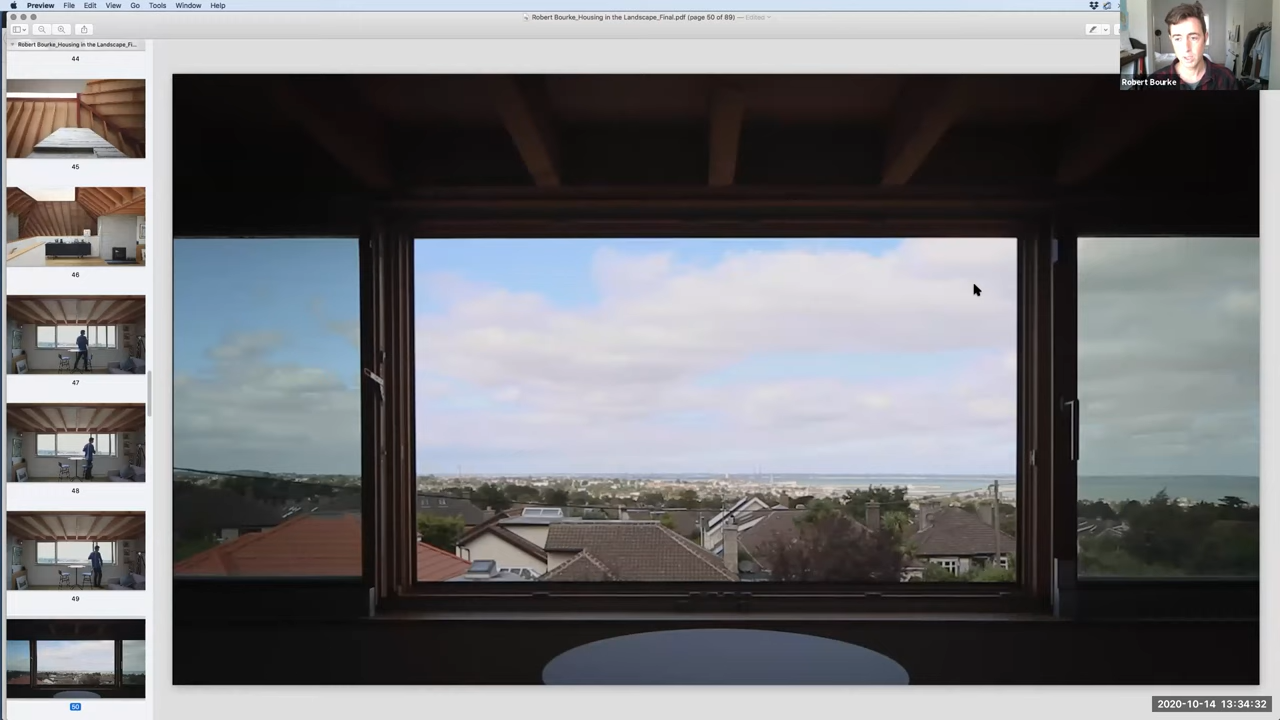 Preview File Edit View Go Tools Window Help
Robert Bourke_Housing in the Landscape_Final.pdf (page 50 of 89) — Edited
Robert Bourke_Housing in the Landscape_Fi...
44
45
46
47
48
49
50
Robert Bourke
2020-10-14 13:34:32